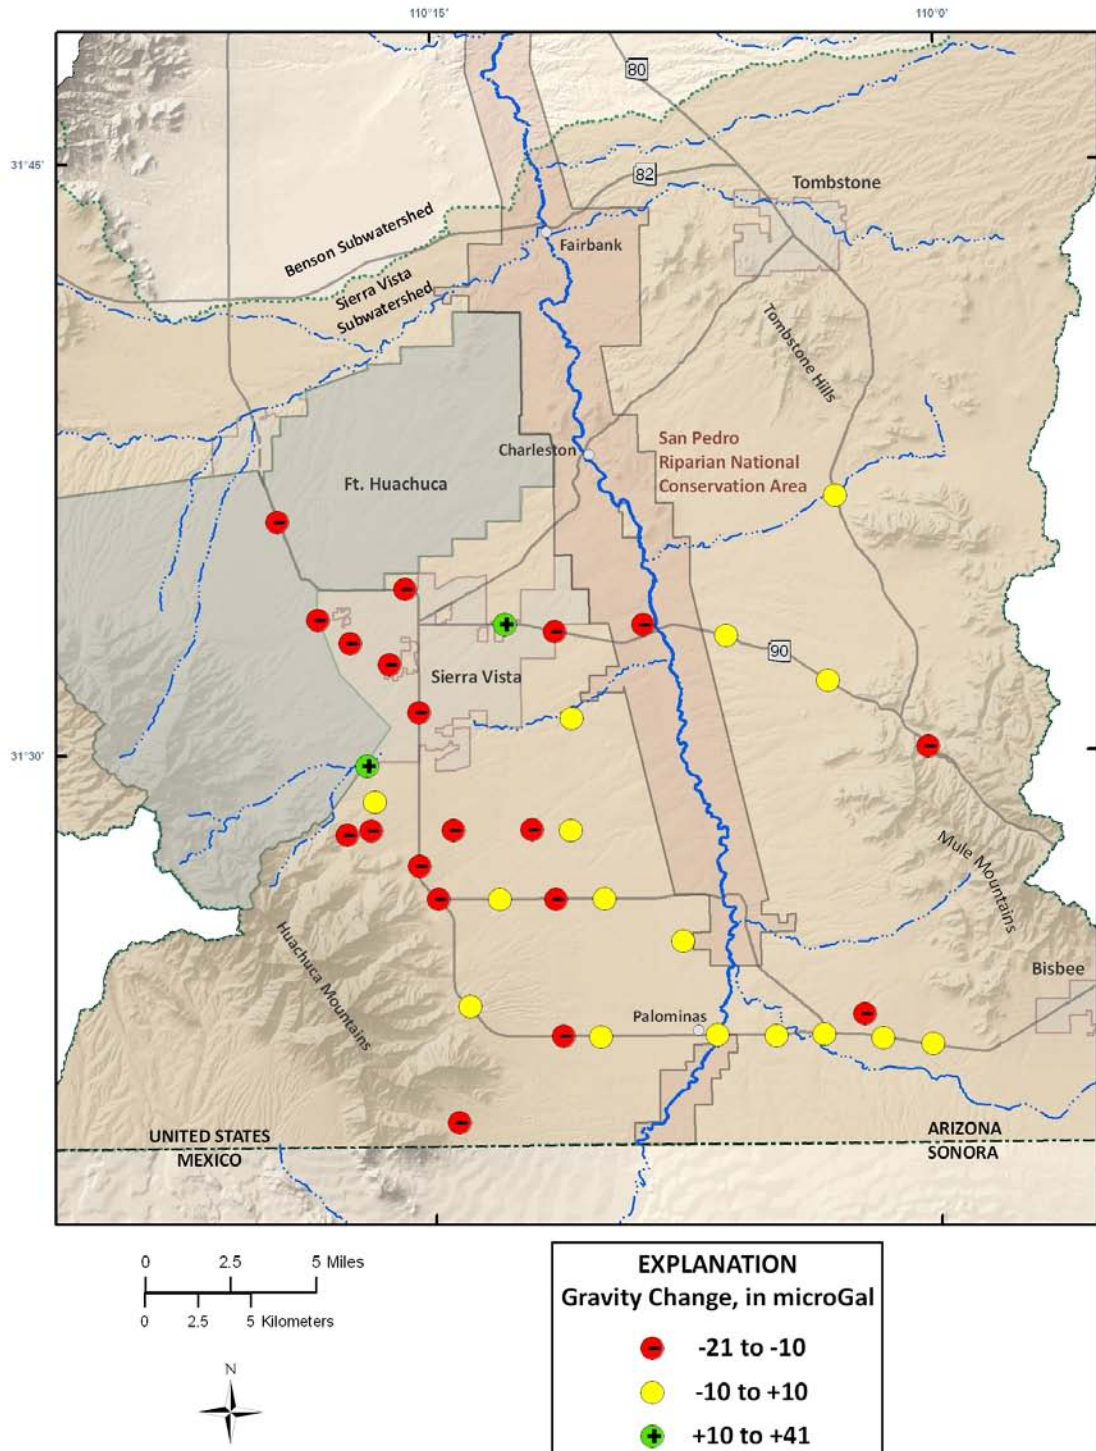 110°15'
110°0'
80
31°45'
82
Tombstone
Benson Subwatershed
Fairbank
Sierra Vista
Subwatershed
Tombstone Hills
Charleston
San Pedro
Riparian National
Conservation Area
Ft. Huachuca
90
Sierra Vista
31°30'
Mule Mountains
Huachuca Mountains
Bisbee
Palominas
UNITED STATES
MEXICO
ARIZONA
SONORA
0 2.5 5 Miles
0 2.5 5 Kilometers
N
EXPLANATION
Gravity Change, in microGal
-21 to -10
-10 to +10
+10 to +41